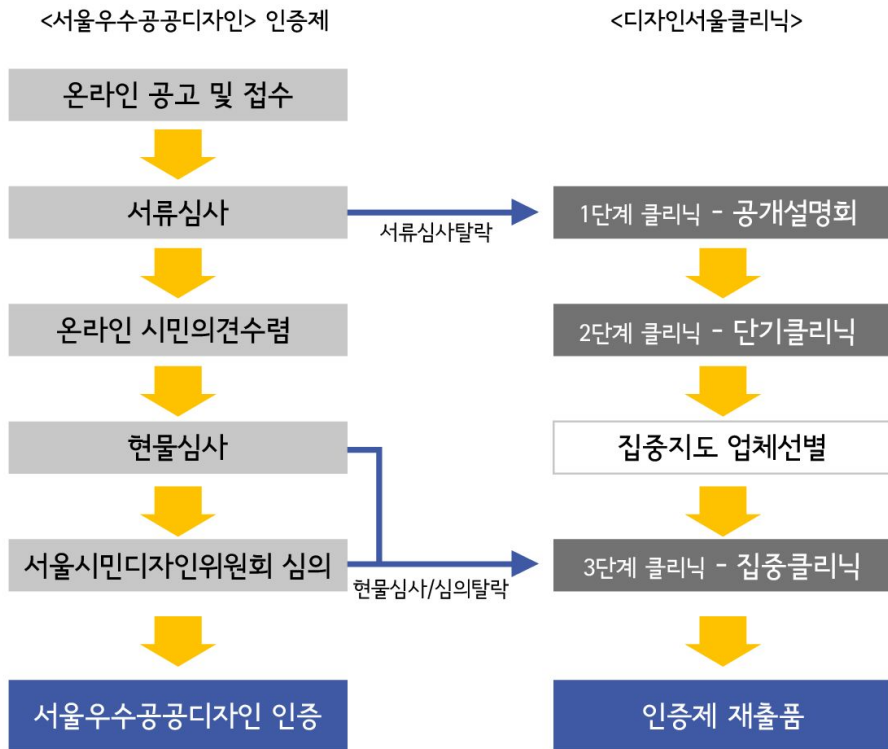 <서울우수공공디자인> 인증제
온라인 공고 및 접수
서류심사
서류심사탈락
온라인 시민의견수렴
현물심사
서울시민디자인위원회 심의
현물심사/심의탈락
서울우수공공디자인 인증
<디자인서울클리닉>
1단계 클리닉 - 공개설명회
2단계 클리닉 - 단기클리닉
집중지도 업체선별
3단계 클리닉 - 집중클리닉
인증제 재출품